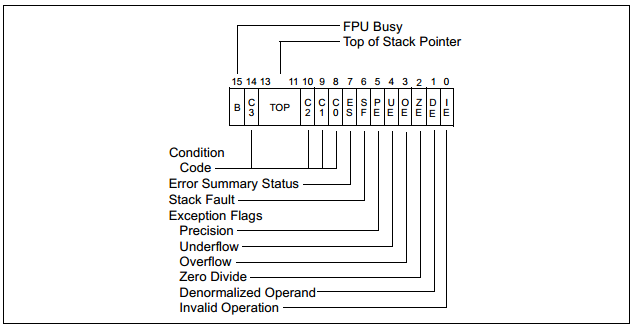 FPU Busy
Top of Stack Pointer
15 14 13 11 10 9 8 7 6 5 4 3 2 1 0
B C3 TOP C2 C1 C0 ES SF PE UE OE ZE DE IE
Condition
Code
Error Summary Status
Stack Fault
Exception Flags
Precision
Underflow
Overflow
Zero Divide
Denormalized Operand
Invalid Operation